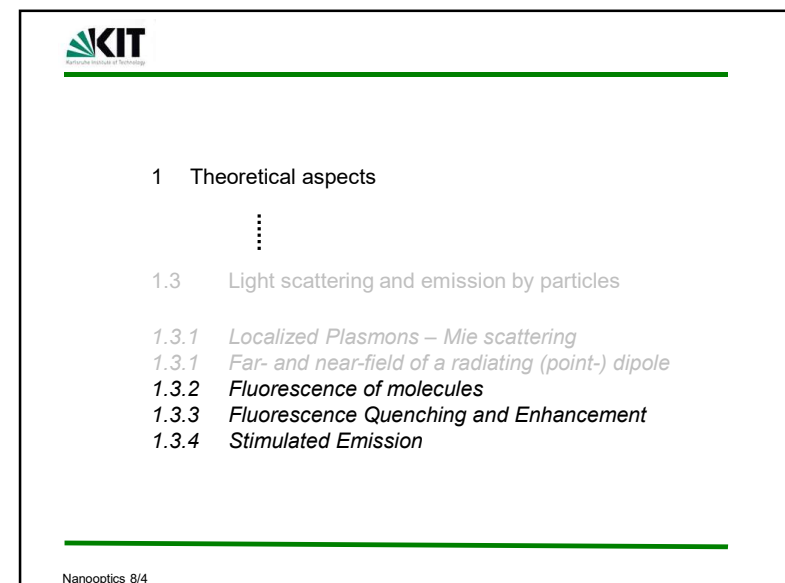 KIT
Karlsruhe Institute of Technology
1 Theoretical aspects
1.3 Light scattering and emission by particles
1.3.1 Localized Plasmons – Mie scattering
1.3.1 Far- and near-field of a radiating (point-) dipole
1.3.2 Fluorescence of molecules
1.3.3 Fluorescence Quenching and Enhancement
1.3.4 Stimulated Emission
Nanooptics 8/4